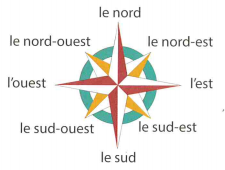 le nord
le nord-ouest
le nord-est
l'ouest
l'est
le sud-ouest
le sud-est
le sud